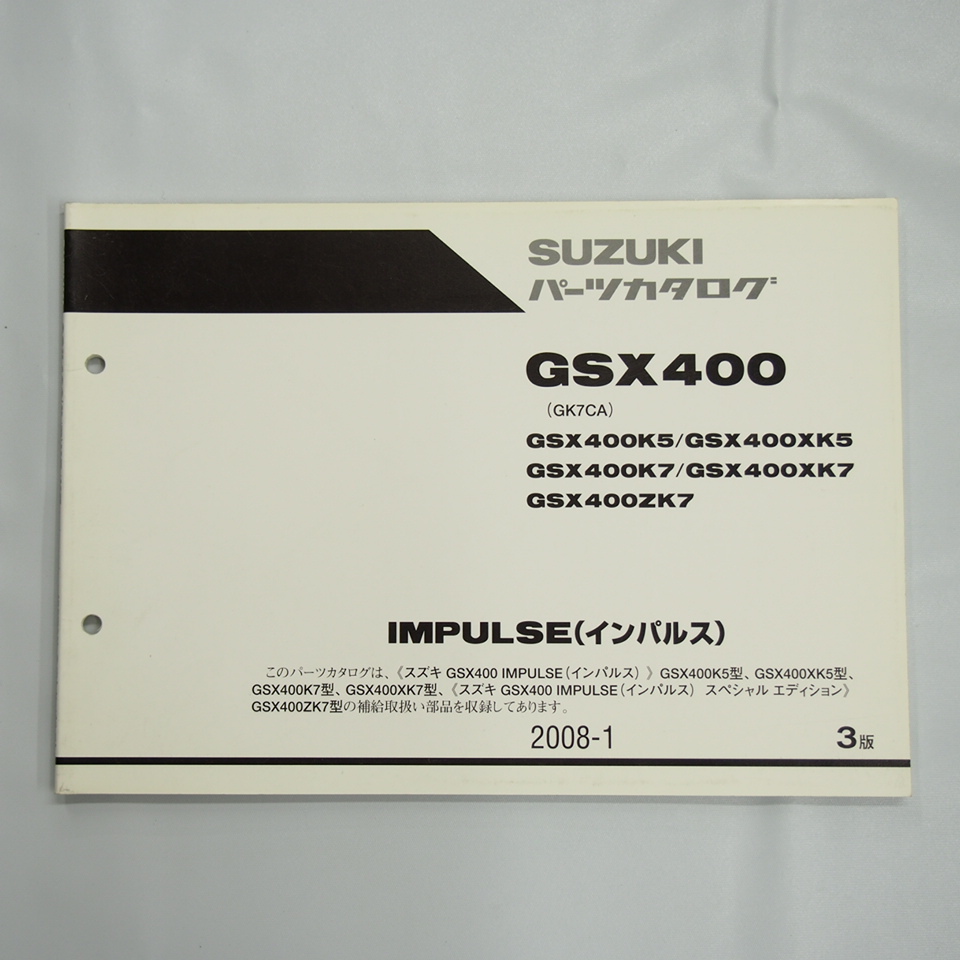 SUZUKI
パーツカタログ
GSX400
(GK7CA)
GSX400K5/GSX400XK5
GSX400K7/GSX400XK7
GSX400ZK7
IMPULSE(インパルス)
このパーツカタログは、《スズキ GSX400 IMPULSE(インパルス)》GSX400K5型、GSX400XK5型、
GSX400K7型、GSX400XK7型、《スズキ GSX400 IMPULSE(インパルス) スペシャル エディション》
GSX400ZK7型の補給取扱い部品を収録してあります。
2008-1 3版